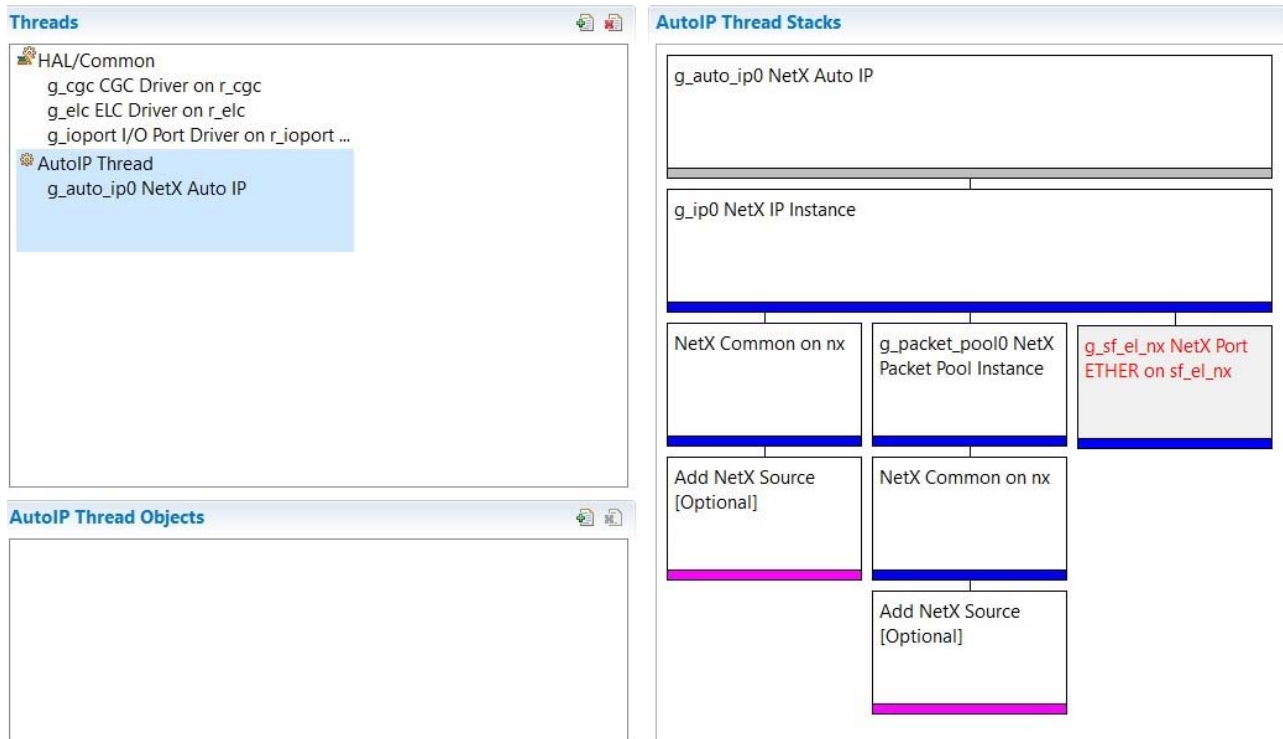 Threads
HAL/Common
g_cgc CGC Driver on r_cgc
g_elc ELC Driver on r_elc
g_ioport I/O Port Driver on r_ioport ...
AutoIP Thread
g_auto_ip0 NetX Auto IP
AutoIP Thread Objects
AutoIP Thread Stacks
g_auto_ip0 NetX Auto IP
g_ip0 NetX IP Instance
NetX Common on nx
g_packet_pool0 NetX
Packet Pool Instance
g_sf_el_nx NetX Port
ETHER on sf_el_nx
Add NetX Source
[Optional]
NetX Common on nx
Add NetX Source
[Optional]